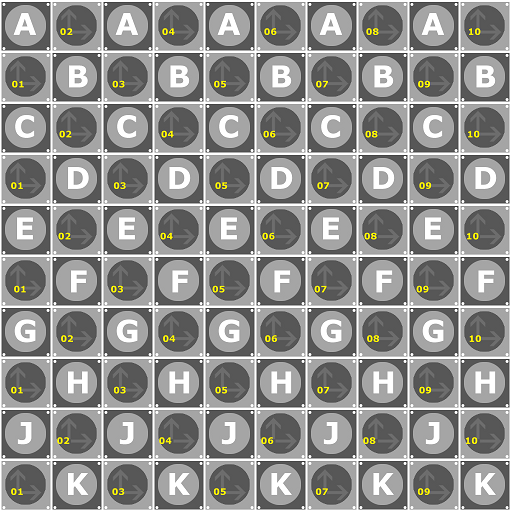 A 02 A 04 A 06 A 08 A 10
01 B 03 B 05 B 07 B 09 B
C 02 C 04 C 06 C 08 C 10
01 D 03 D 05 D 07 D 09 D
E 02 E 04 E 06 E 08 E 10
01 F 03 F 05 F 07 F 09 F
G 02 G 04 G 06 G 08 G 10
01 H 03 H 05 H 07 H 09 H
J 02 J 04 J 06 J 08 J 10
01 K 03 K 05 K 07 K 09 K